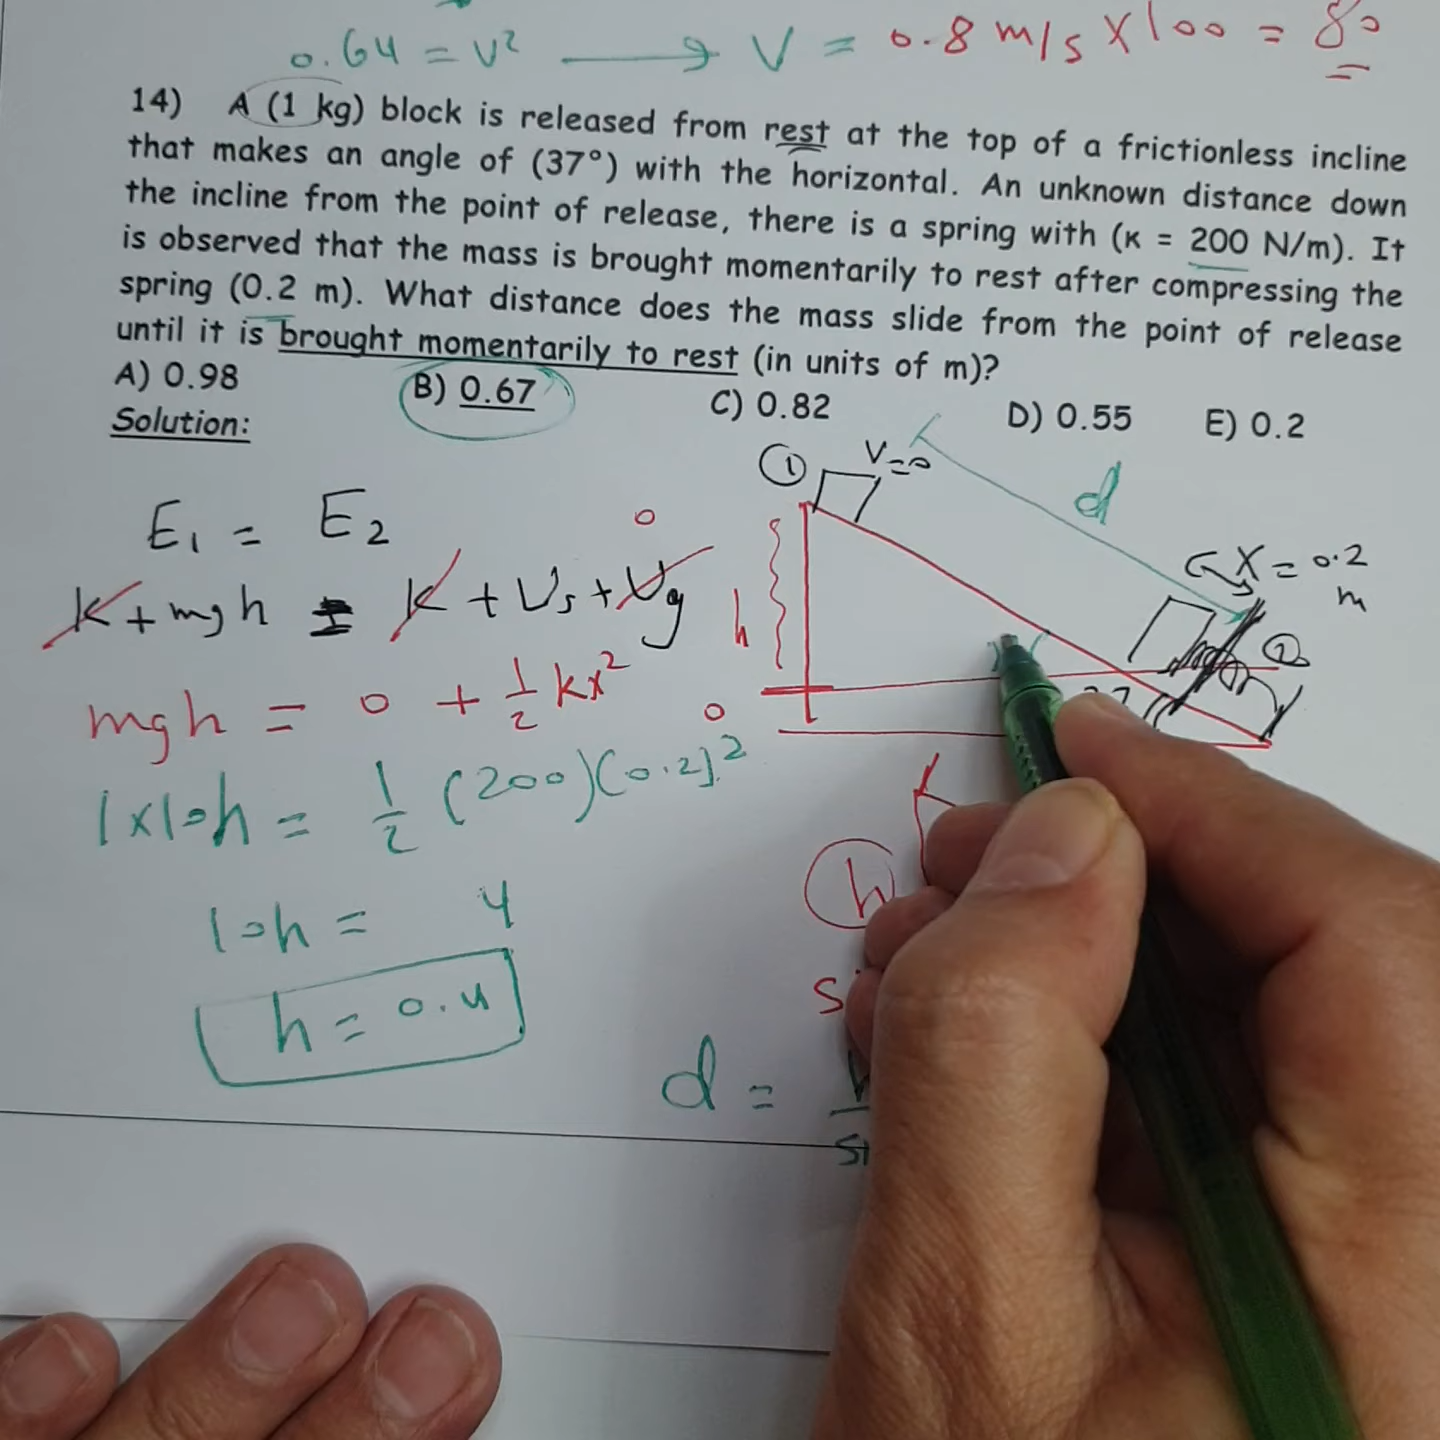 0.64 = V² → V = 0.8 m/s × 100 = 80
14) A (1 kg) block is released from rest at the top of a frictionless incline
that makes an angle of (37°) with the horizontal. An unknown distance down
the incline from the point of release, there is a spring with (κ = 200 N/m). It
is observed that the mass is brought momentarily to rest after compressing the
spring (0.2 m). What distance does the mass slide from the point of release
until it is brought momentarily to rest (in units of m)?
A) 0.98 B) 0.67 C) 0.82 D) 0.55 E) 0.2
Solution:
① V=0
d
X = 0.2
m
E₁ = E₂
0
K + mgh = K + Us + Ug
h
②
mgh = 0 + 1/2 kx²
0
1×10h = 1/2 (200)(0.2)²
h
10h = 4
h = 0.4
d =